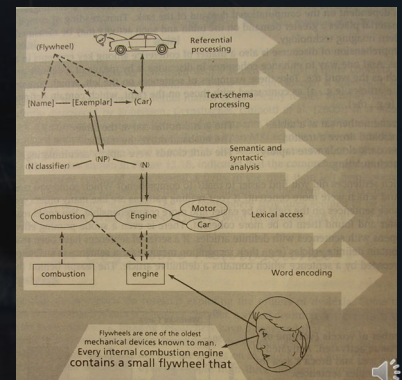 (Flywheel)
Referential
processing
[Name] — [Exemplar] → (Car)
Text-schema
processing
(N classifier)
(NP)
(N)
Semantic and
syntactic
analysis
Combustion
Engine
Motor
Car
Lexical access
combustion
engine
Word encoding
Flywheels are one of the oldest
mechanical devices known to man.
Every internal combustion engine
contains a small flywheel that